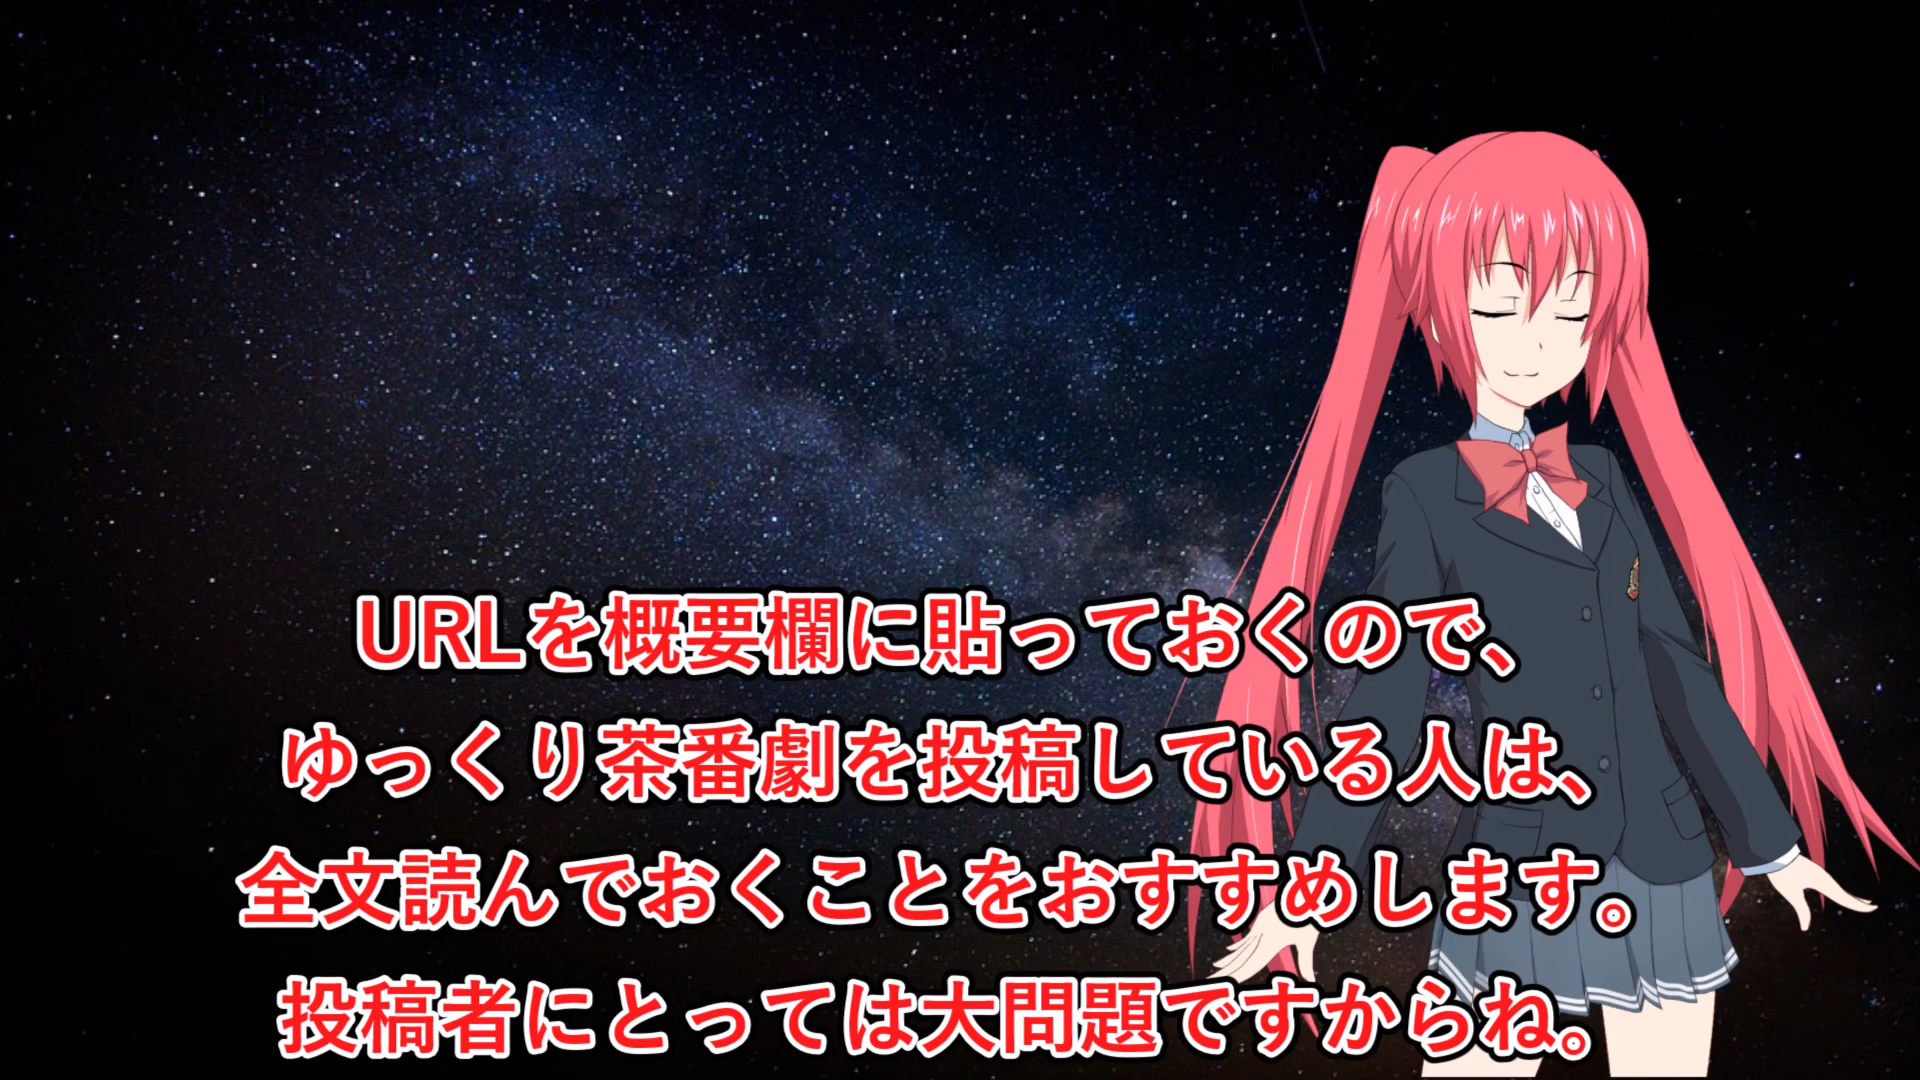 URLを概要欄に貼っておくので、
ゆっくり茶番劇を投稿している人は、
全文読んでおくことをおすすめします。
投稿者にとっては大問題ですからね。